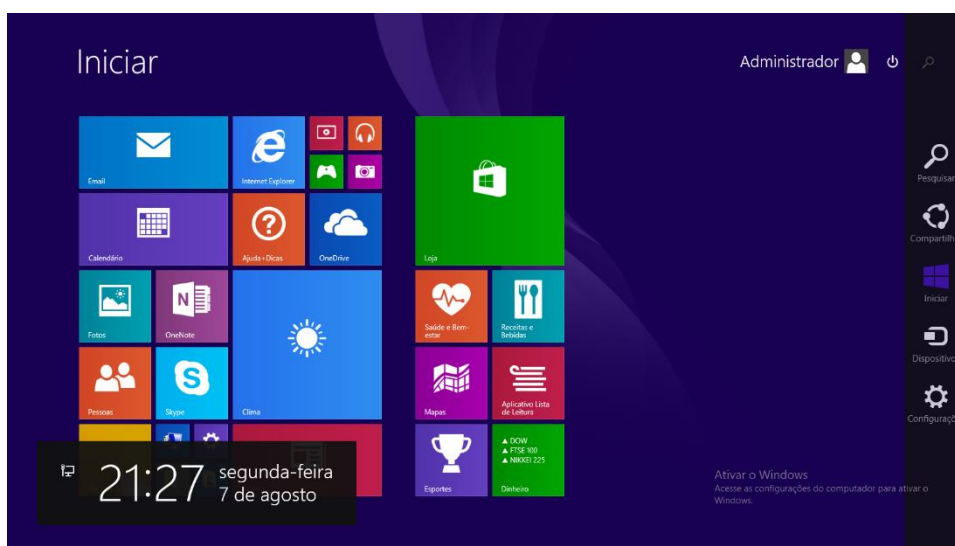 Iniciar
Administrador
Email
Internet Explorer
Calendário
Ajuda+Dicas
OneDrive
Loja
Fotos
OneNote
Clima
Saúde e Bem-
estar
Receitas e
Bebidas
Pessoas
Skype
Mapas
Aplicativo Lista
de Leitura
Esportes
▲ DOW
▲ FTSE 100
▲ NIKKEI 225
Dinheiro
21:27
segunda-feira
7 de agosto
Pesquisar
Compartilh
Iniciar
Dispositivo
Configuraçõ
Ativar o Windows
Acesse as configurações do computador para ativar o
Windows.